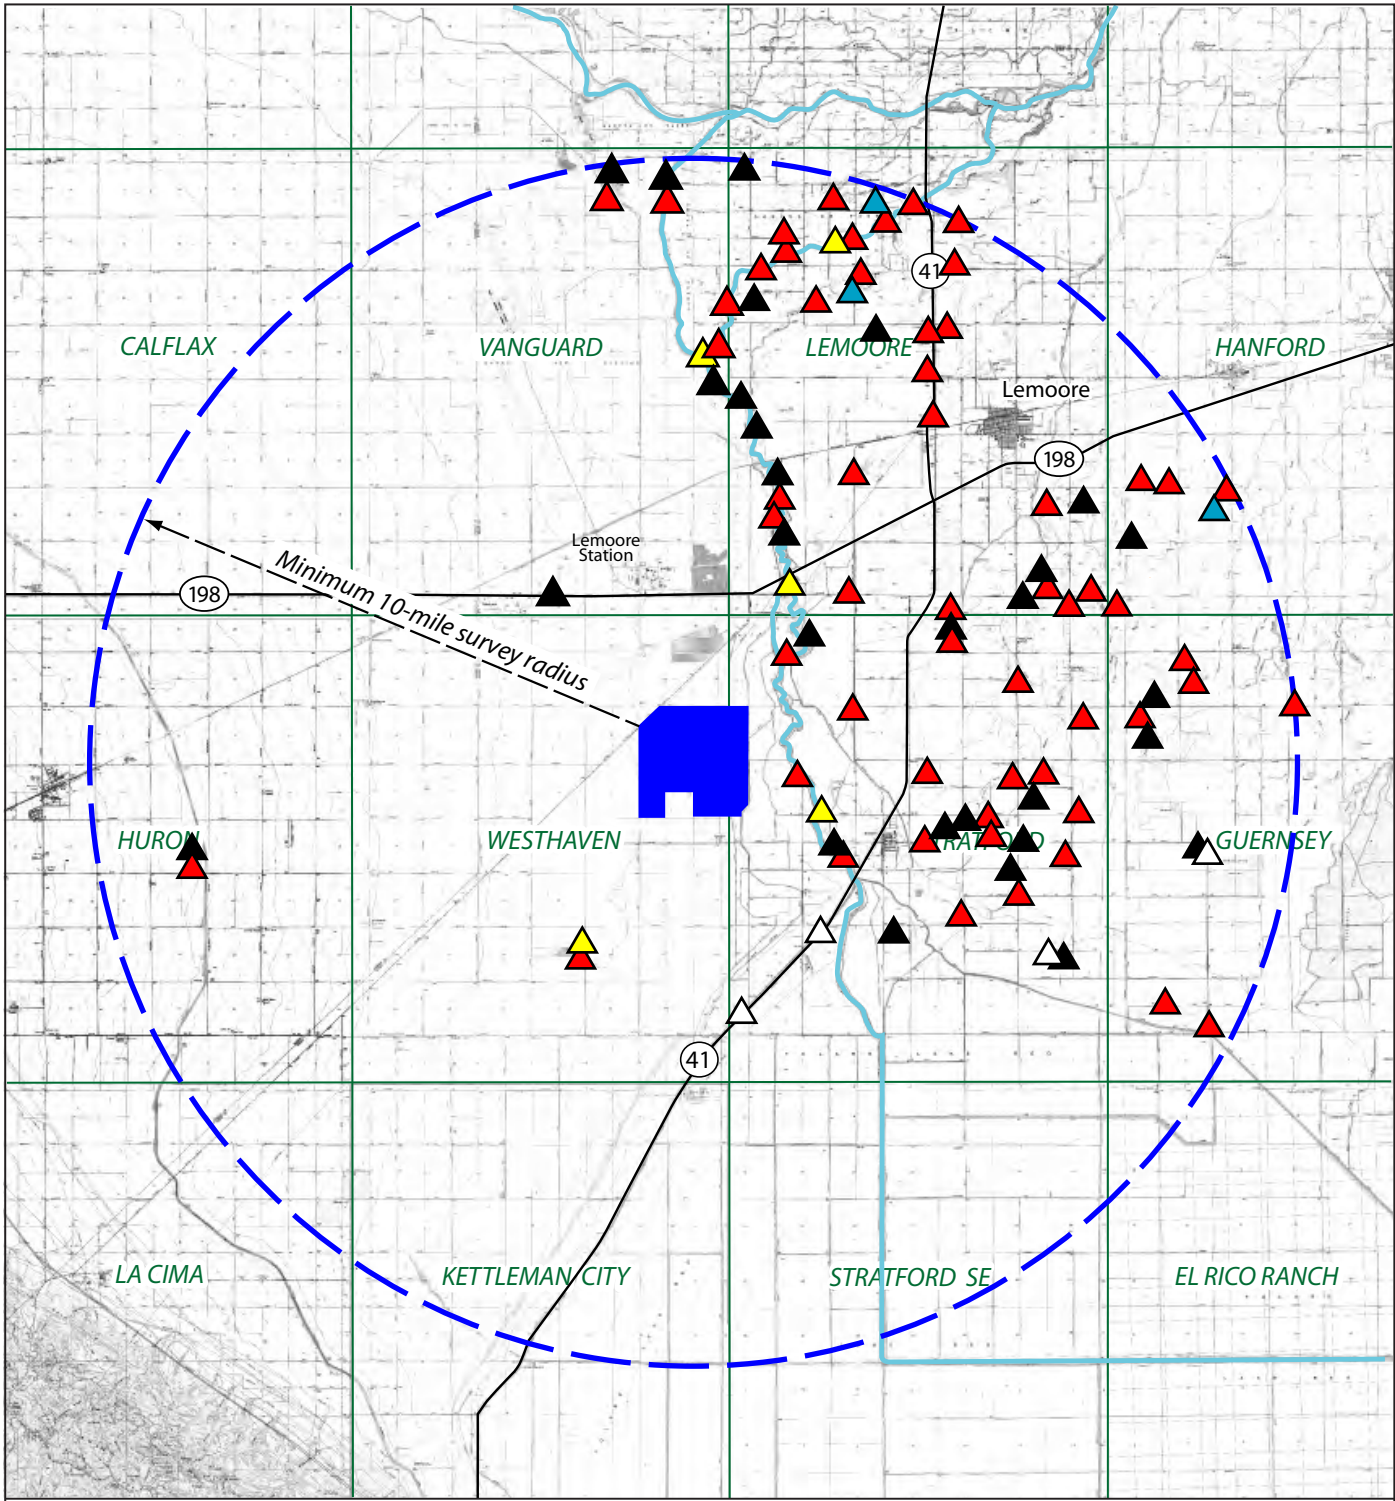 41
CALFLAX
VANGUARD
LEMOORE
HANFORD
Lemoore
198
Lemoore
Station
198
Minimum 10-mile survey radius
HURON
WESTHAVEN
GUERNSEY
41
LA CIMA
KETTLEMAN CITY
STRATFORD SE
EL RICO RANCH